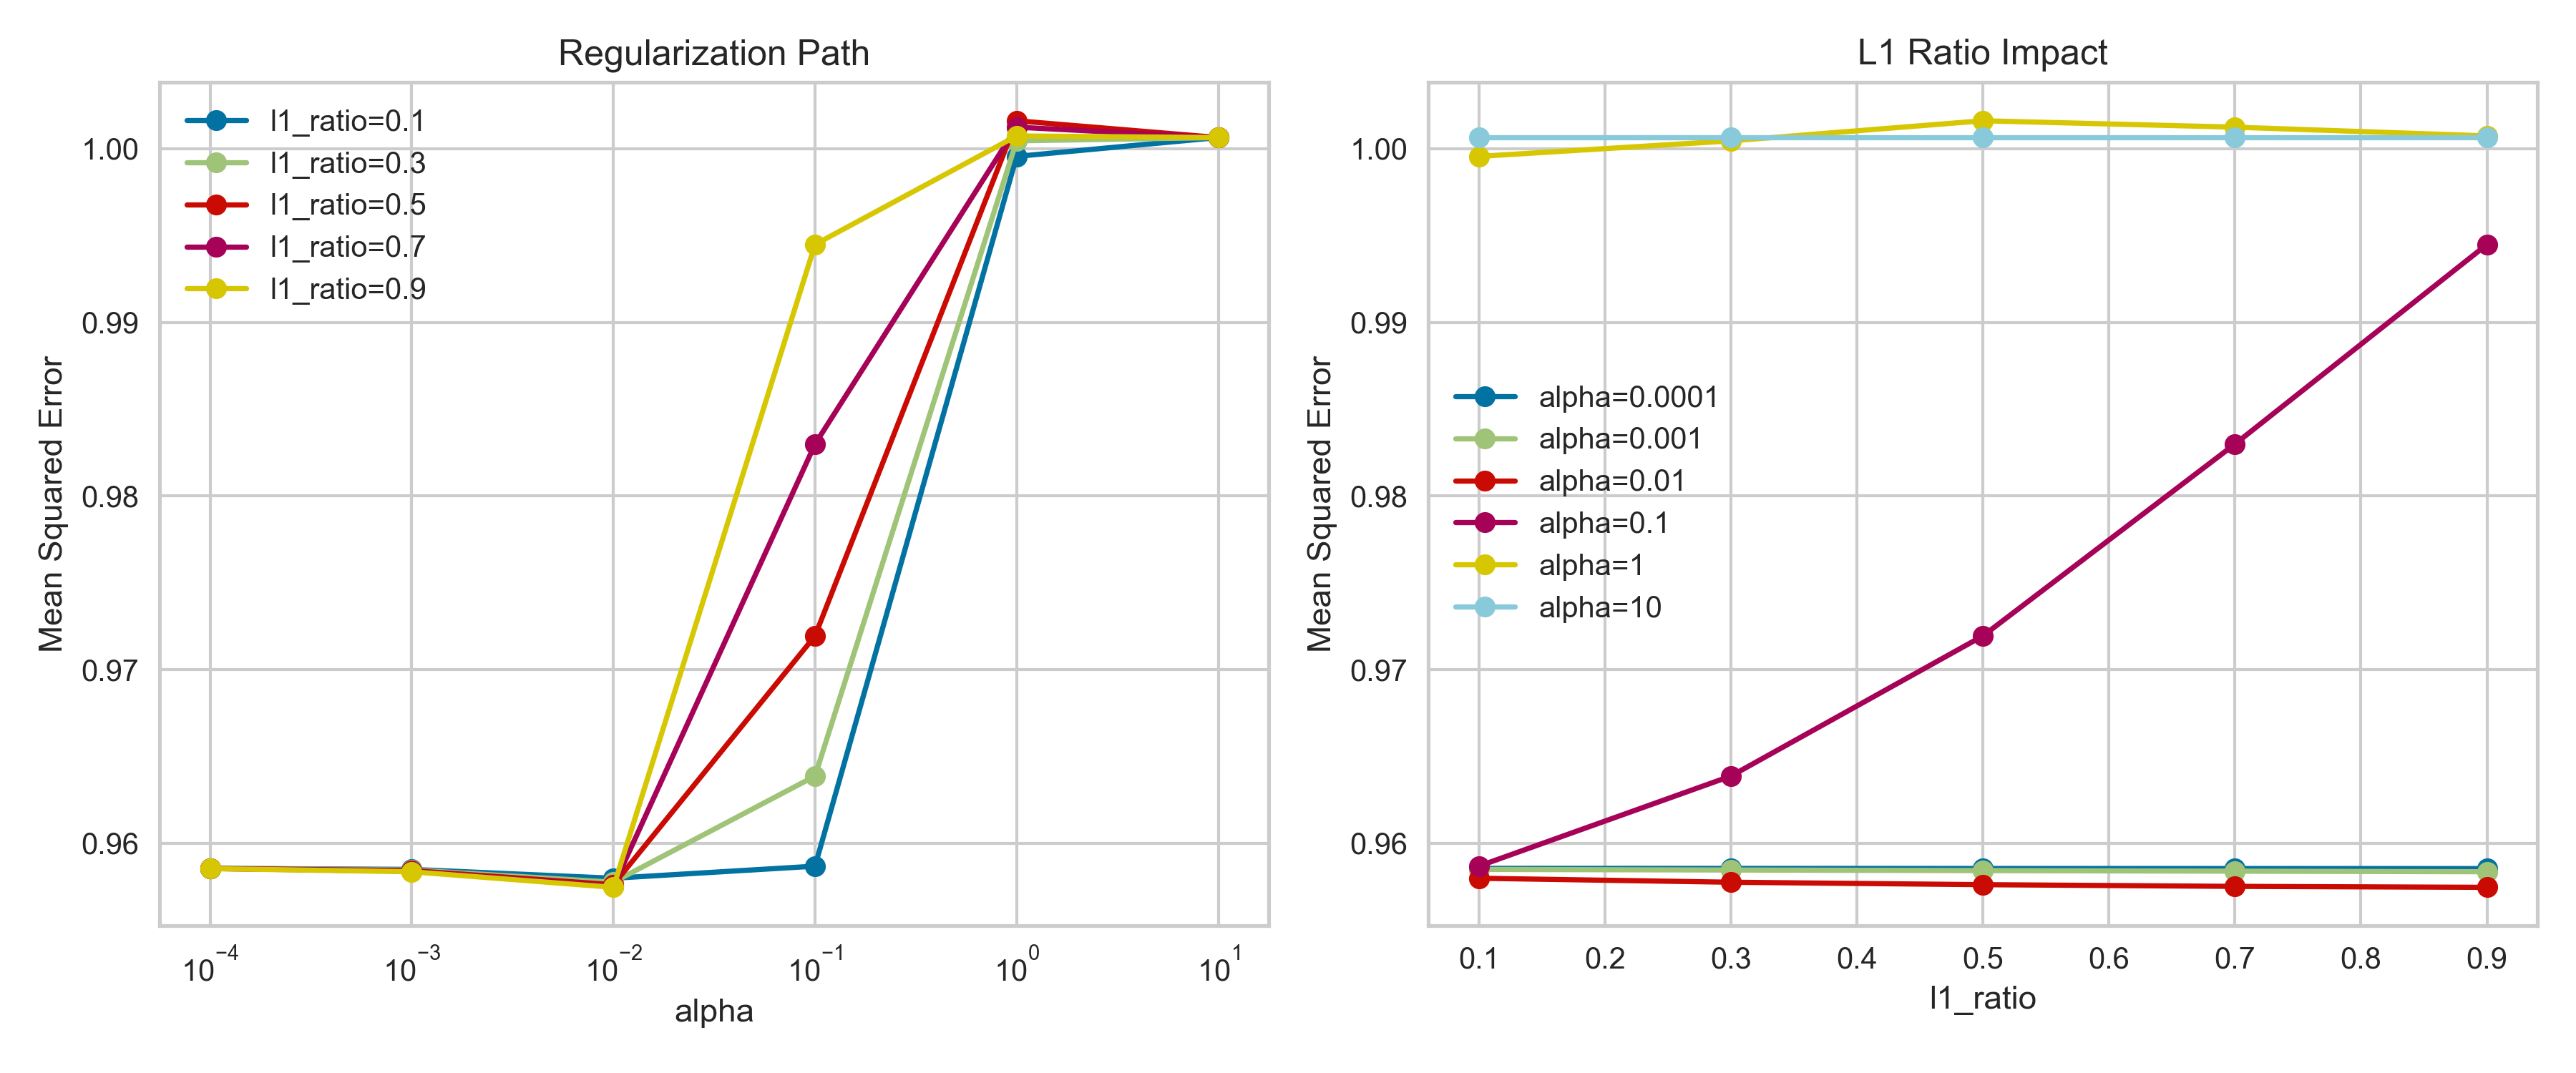 Regularization Path
l1_ratio=0.1
l1_ratio=0.3
l1_ratio=0.5
l1_ratio=0.7
l1_ratio=0.9
1.00
0.99
0.98
0.97
0.96
Mean Squared Error
10⁻⁴ 10⁻³ 10⁻² 10⁻¹ 10⁰ 10¹
alpha
L1 Ratio Impact
1.00
0.99
0.98
0.97
0.96
Mean Squared Error
alpha=0.0001
alpha=0.001
alpha=0.01
alpha=0.1
alpha=1
alpha=10
0.1 0.2 0.3 0.4 0.5 0.6 0.7 0.8 0.9
l1_ratio